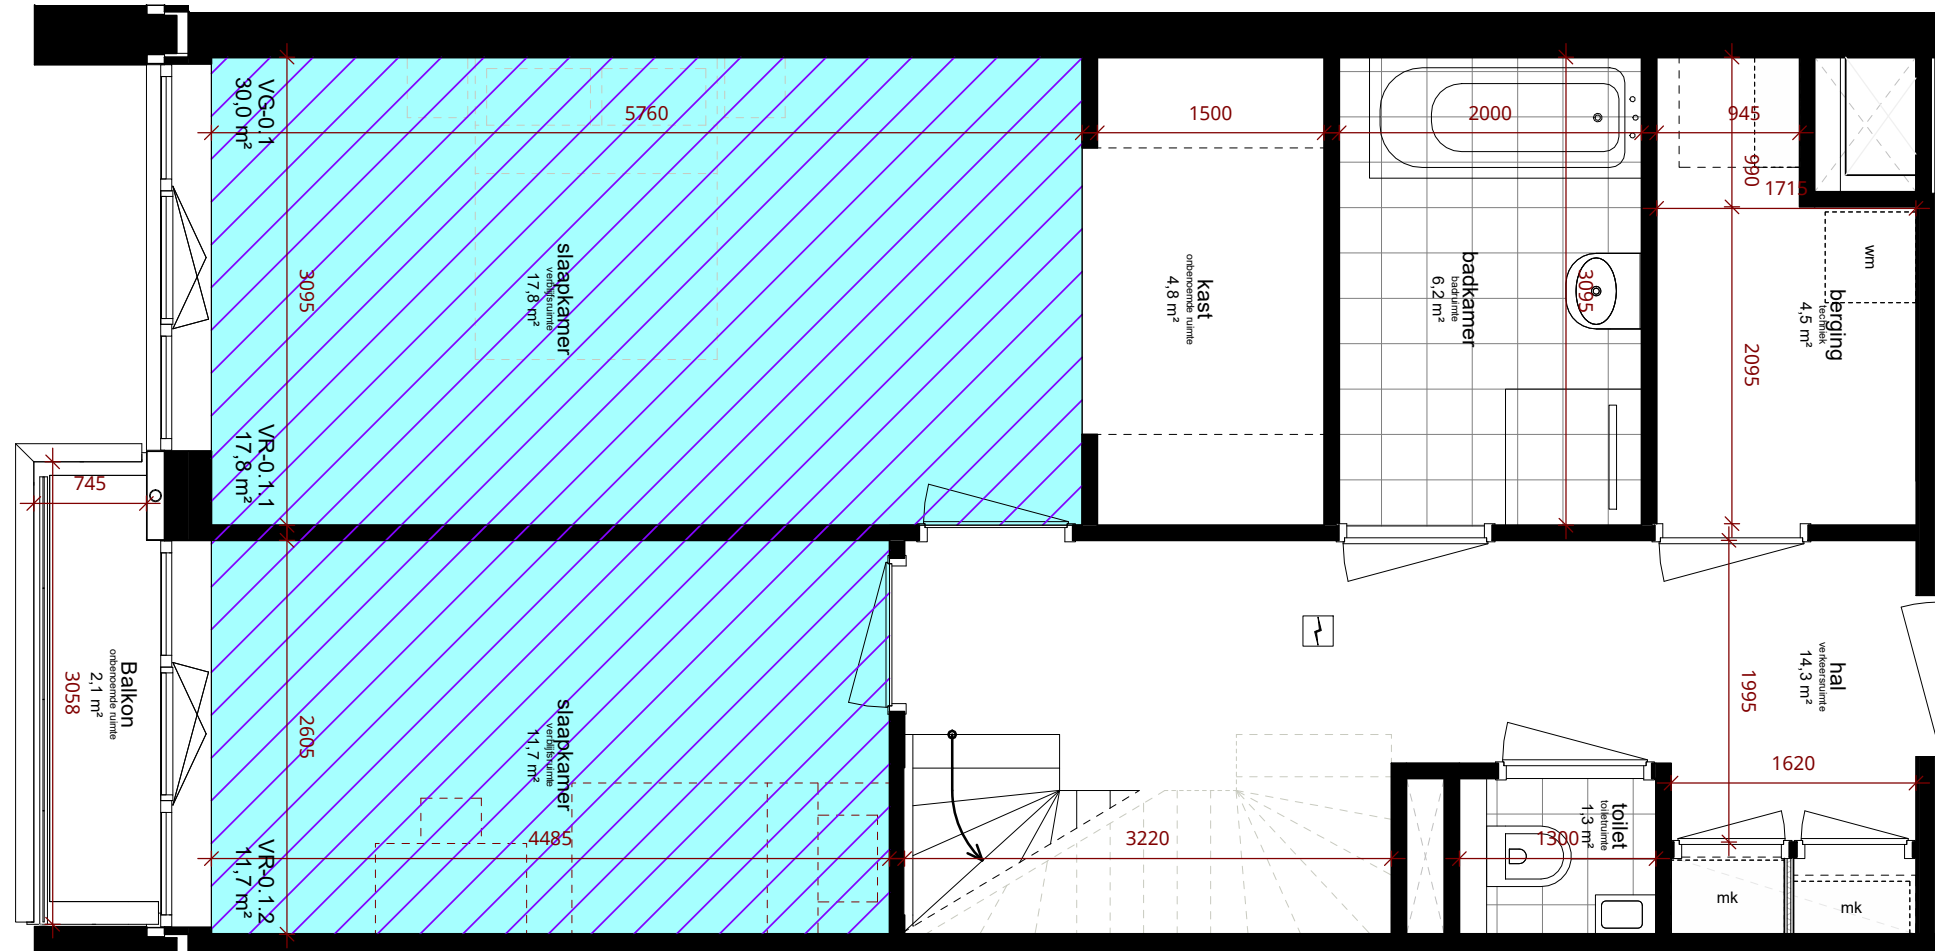 VG-0.1
30,0 m²
5760
1500
2000
945
990
1715
3095
slaapkamer
verblijfsruimte
17,8 m²
kast
onbenoemde ruimte
4,8 m²
badkamer
badruimte
6,2 m²
3095
wm
berging
techniek
4,5 m²
2095
VR-0.1.1
17,8 m²
745
Balkon
onbenoemde ruimte
2,1 m²
3058
2605
slaapkamer
verblijfsruimte
11,7 m²
hal
verkeersruimte
14,3 m²
1995
1620
VR-0.1.2
11,7 m²
4485
3220
1300
toilet
toiletruimte
1,3 m²
mk
mk